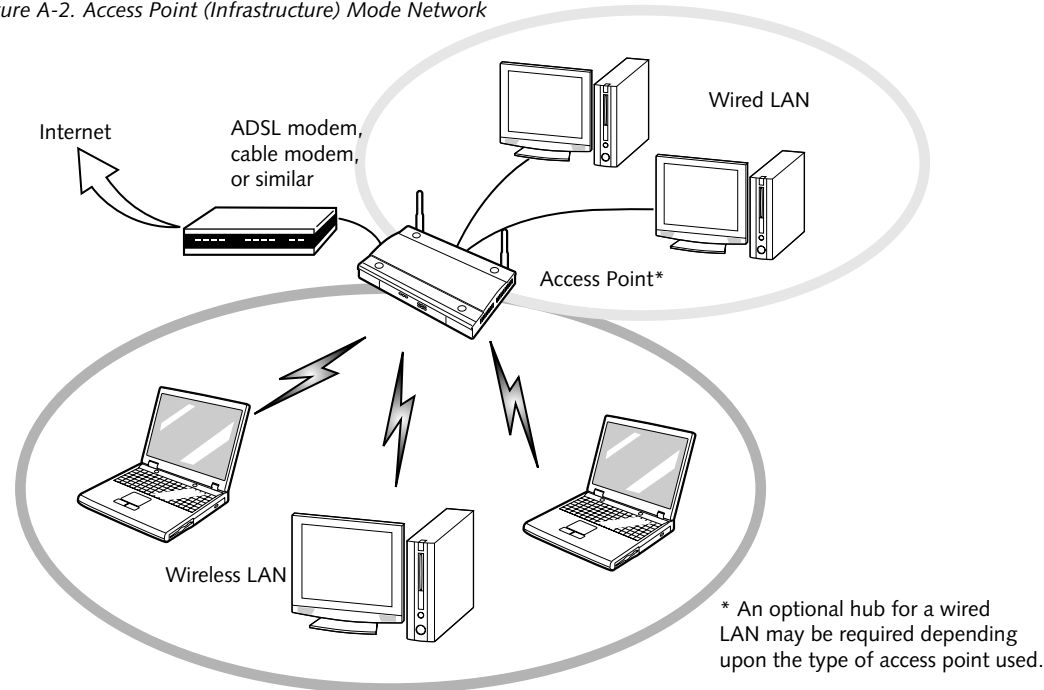 ure A-2. Access Point (Infrastructure) Mode Network
Wired LAN
Internet
ADSL modem,
cable modem,
or similar
Access Point*
Wireless LAN
* An optional hub for a wired
LAN may be required depending
upon the type of access point used.